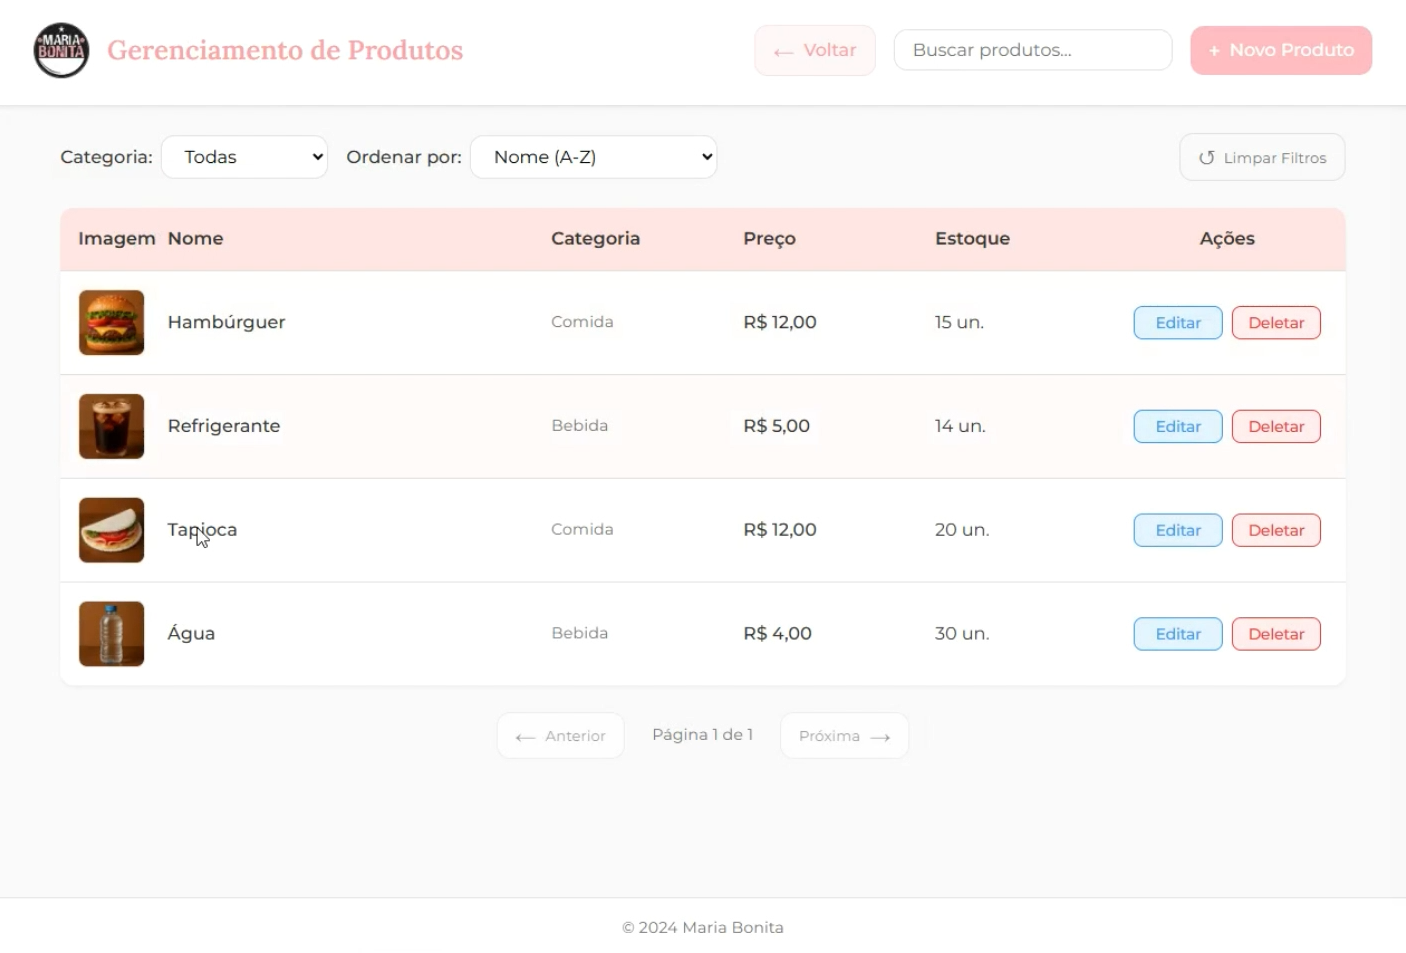 MARIA
BONITA
Gerenciamento de Produtos
← Voltar
Buscar produtos...
+ Novo Produto
Categoria: Todas Ordenar por: Nome (A-Z)
Limpar Filtros
Imagem Nome Categoria Preço Estoque Ações
Hambúrguer Comida R$ 12,00 15 un. Editar Deletar
Refrigerante Bebida R$ 5,00 14 un. Editar Deletar
Tapioca Comida R$ 12,00 20 un. Editar Deletar
Água Bebida R$ 4,00 30 un. Editar Deletar
← Anterior Página 1 de 1 Próxima →
© 2024 Maria Bonita